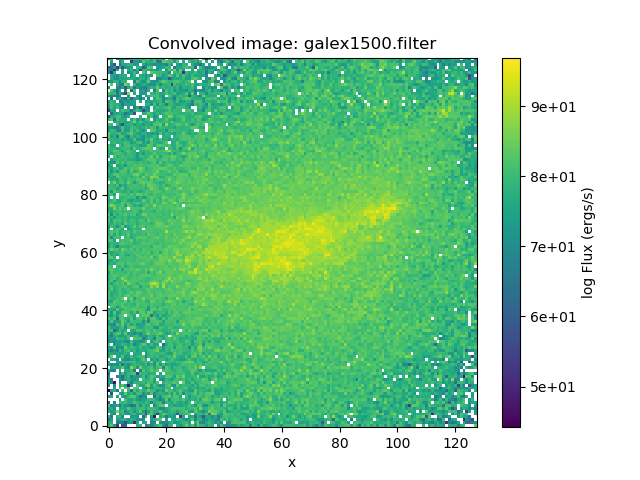 Convolved image: galex1500.filter
120
100
80
60
40
20
0
y
0 20 40 60 80 100 120
x
9e+01
8e+01
7e+01
6e+01
5e+01
log Flux (ergs/s)